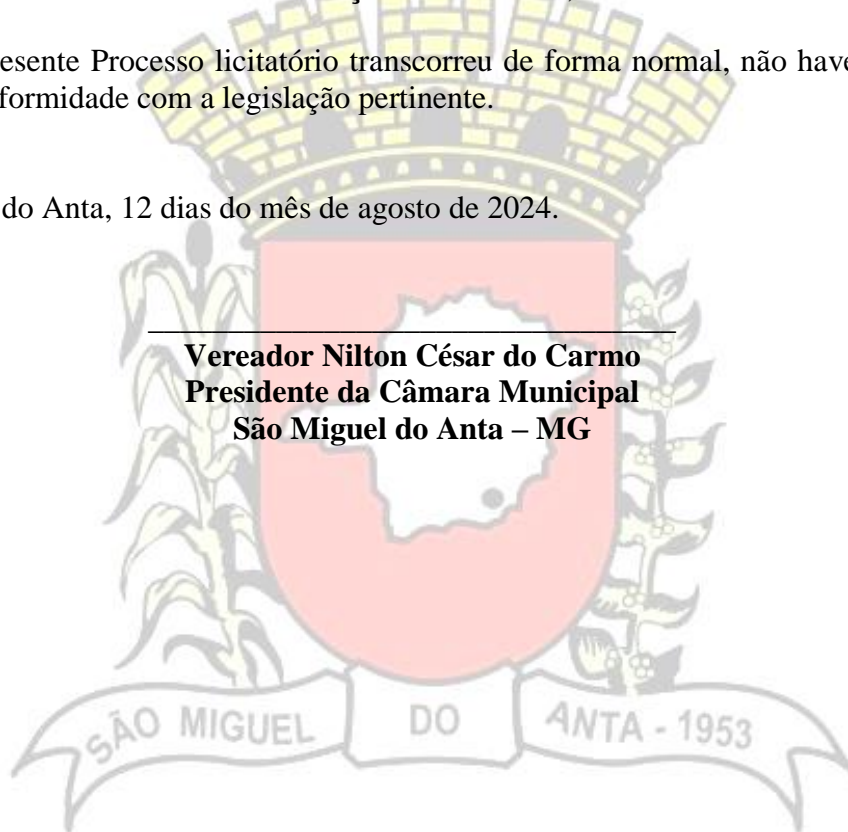 esente Processo licitatório transcorreu de forma normal, não have
formidade com a legislação pertinente.
do Anta, 12 dias do mês de agosto de 2024.
Vereador Nilton César do Carmo
Presidente da Câmara Municipal
São Miguel do Anta – MG
SÃO MIGUEL DO ANTA - 1953